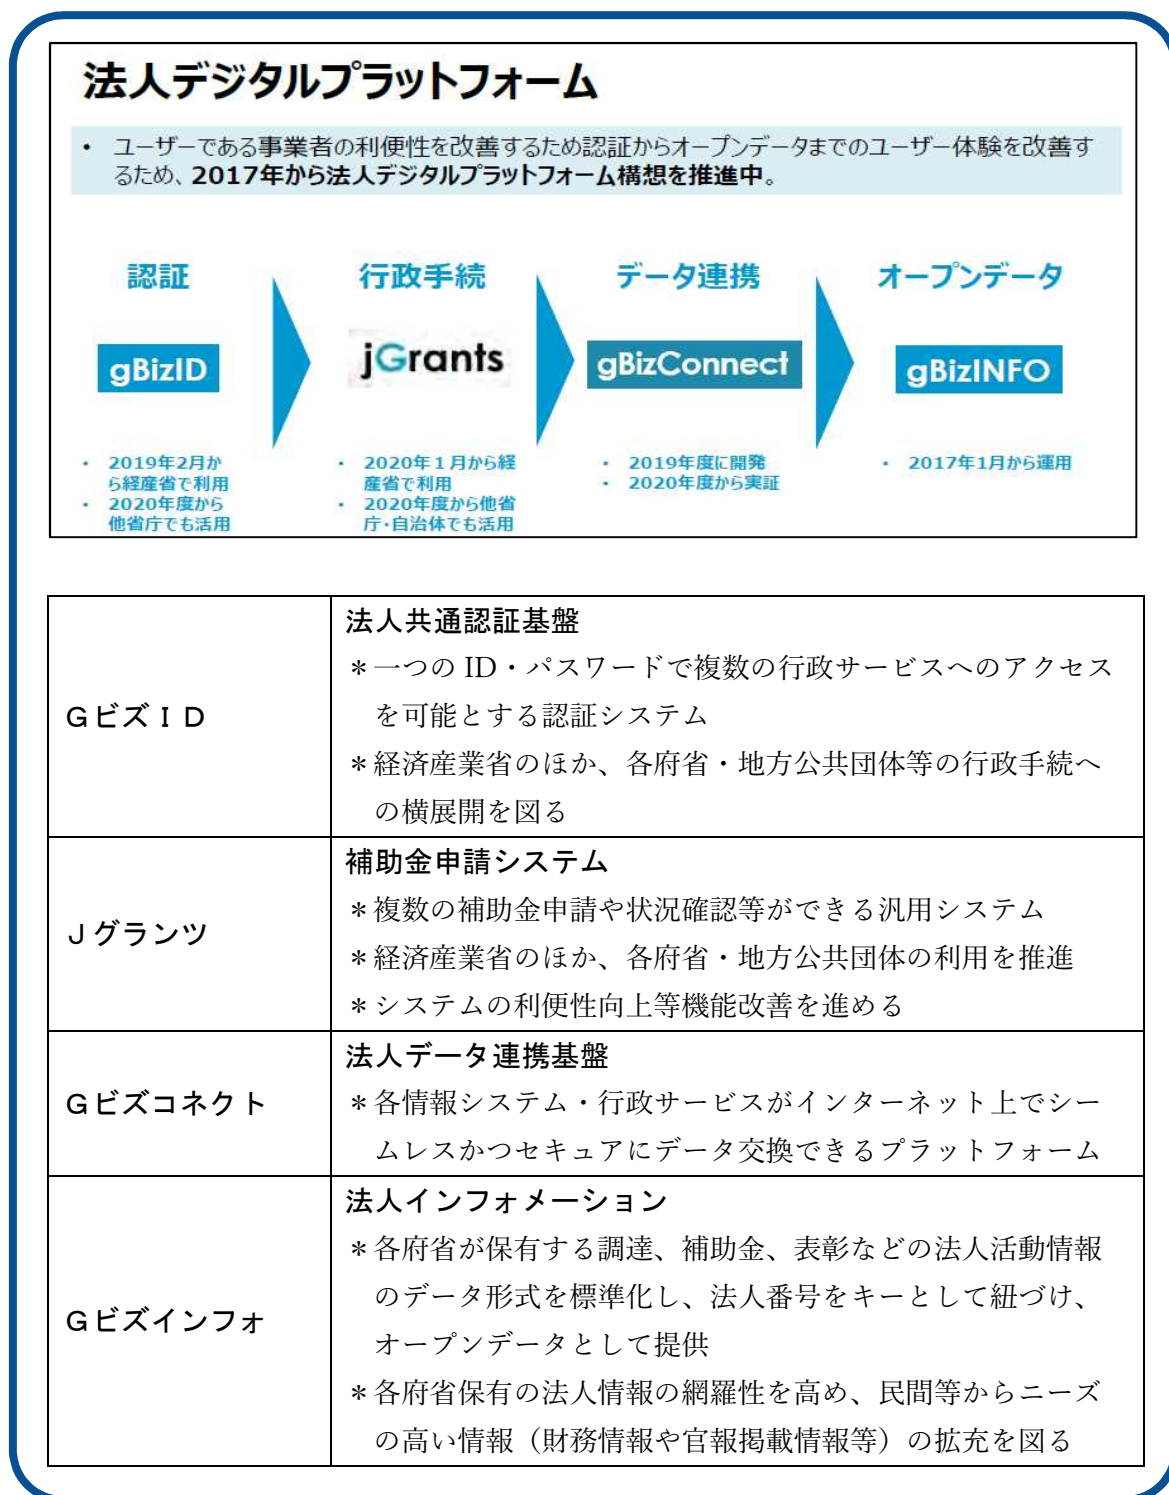 法人デジタルプラットフォーム
• ユーザーである事業者の利便性を改善するため認証からオープンデータまでのユーザー体験を改善す
るため、2017年から法人デジタルプラットフォーム構想を推進中。
認証
行政手続
データ連携
オープンデータ
gBizID
jGrants
gBizConnect
gBizINFO
• 2019年2月か
ら経産省で利用
• 2020年度から
他省庁でも活用
• 2020年1月から経
産省で利用
• 2020年度から他省
庁・自治体でも活用
• 2019年度に開発
• 2020年度から実証
• 2017年1月から運用
GビズID
法人共通認証基盤
＊一つの ID・パスワードで複数の行政サービスへのアクセス
を可能とする認証システム
＊経済産業省のほか、各府省・地方公共団体等の行政手続へ
の横展開を図る
Jグランツ
補助金申請システム
＊複数の補助金申請や状況確認等ができる汎用システム
＊経済産業省のほか、各府省・地方公共団体の利用を推進
＊システムの利便性向上等機能改善を進める
Gビズコネクト
法人データ連携基盤
＊各情報システム・行政サービスがインターネット上でシー
ムレスかつセキュアにデータ交換できるプラットフォーム
Gビズインフォ
法人インフォメーション
＊各府省が保有する調達、補助金、表彰などの法人活動情報
のデータ形式を標準化し、法人番号をキーとして紐づけ、
オープンデータとして提供
＊各府省保有の法人情報の網羅性を高め、民間等からニーズ
の高い情報（財務情報や官報掲載情報等）の拡充を図る